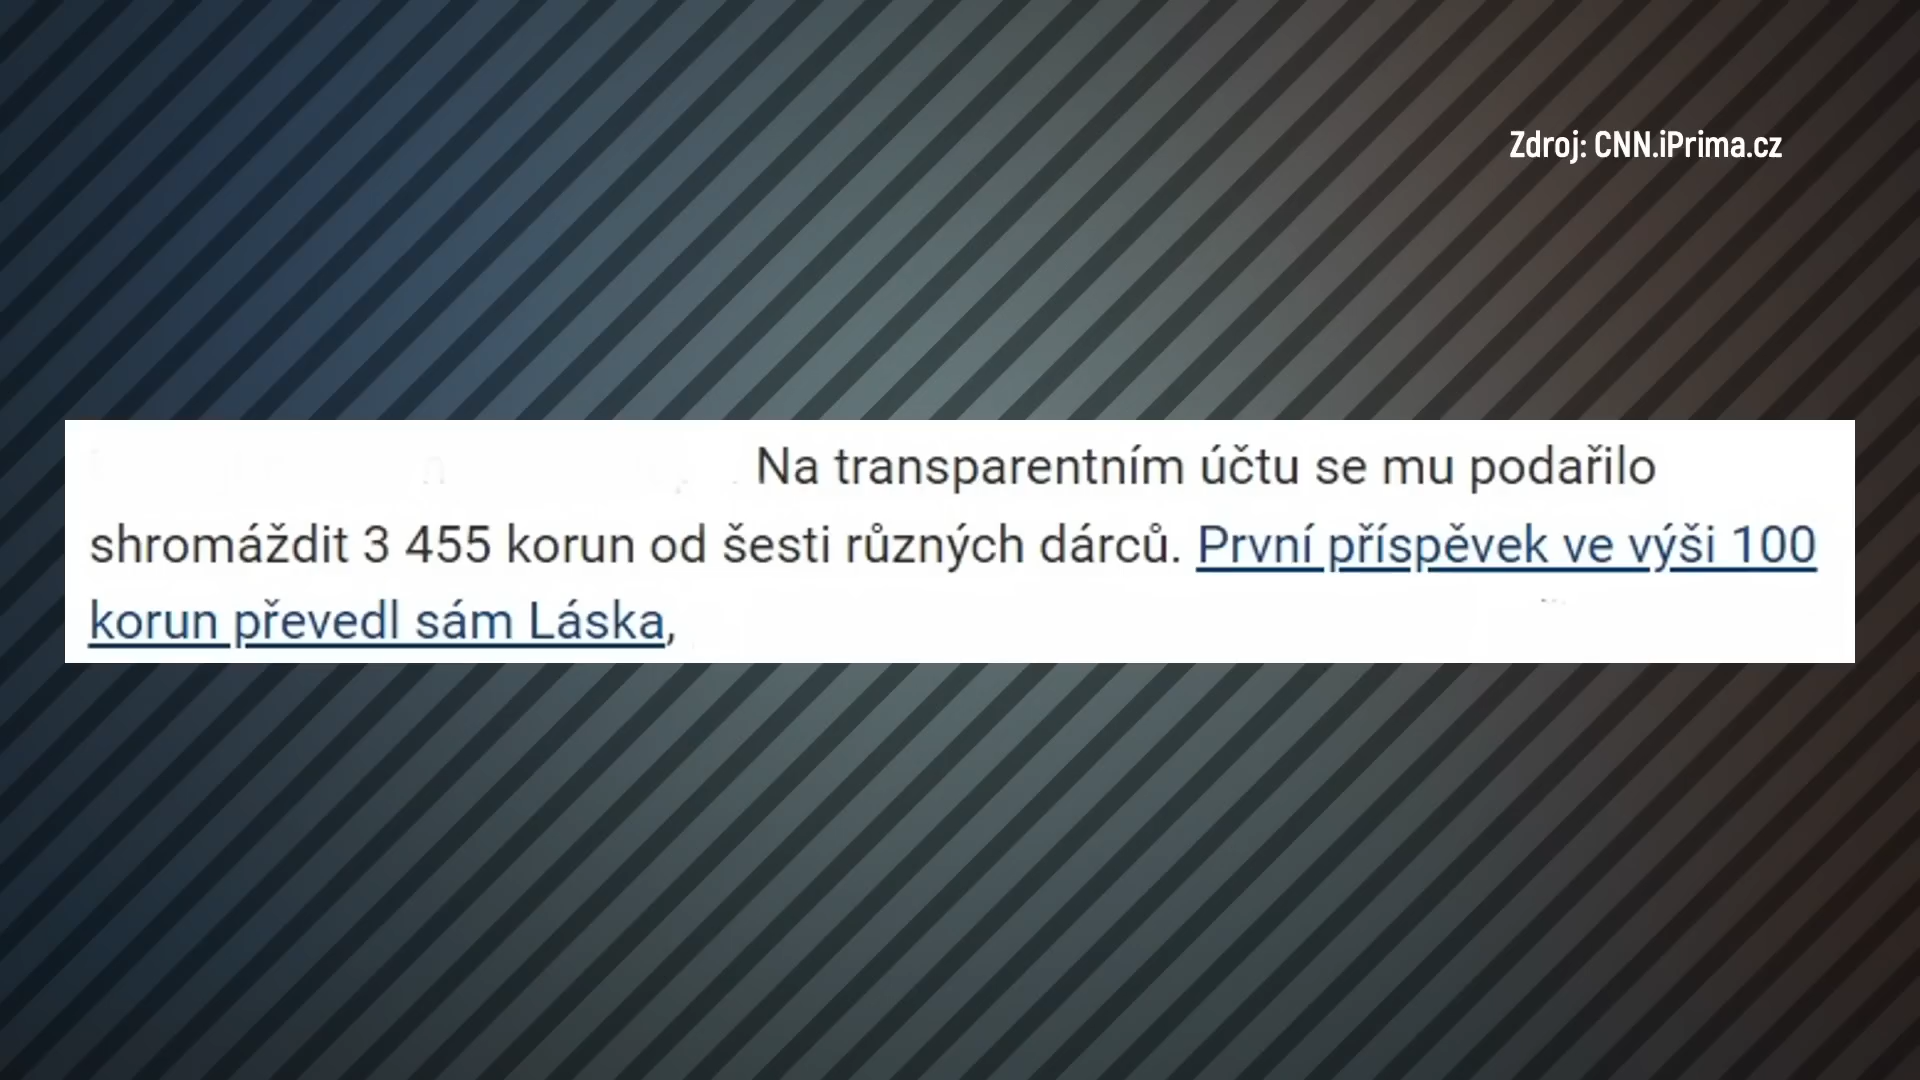 Zdroj: CNN.iPrima.cz
Na transparentním účtu se mu podařilo
shromáždit 3 455 korun od šesti různých dárců. První příspěvek ve výši 100
korun převedl sám Láska,